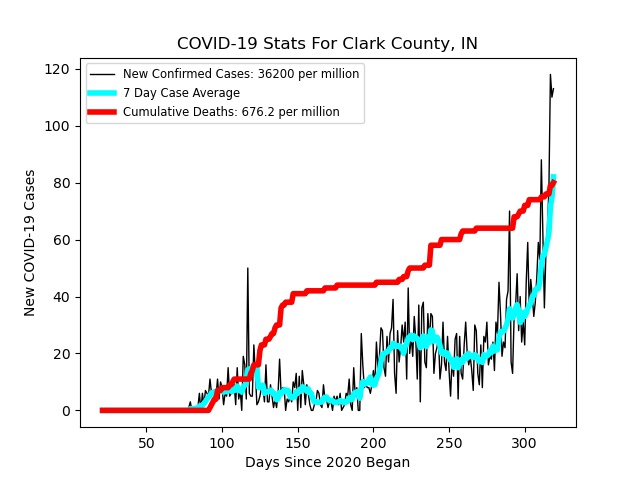 COVID-19 Stats For Clark County, IN
New Confirmed Cases: 36200 per million
7 Day Case Average
Cumulative Deaths: 676.2 per million
New COVID-19 Cases
120
100
80
60
40
20
0
50 100 150 200 250 300
Days Since 2020 Began